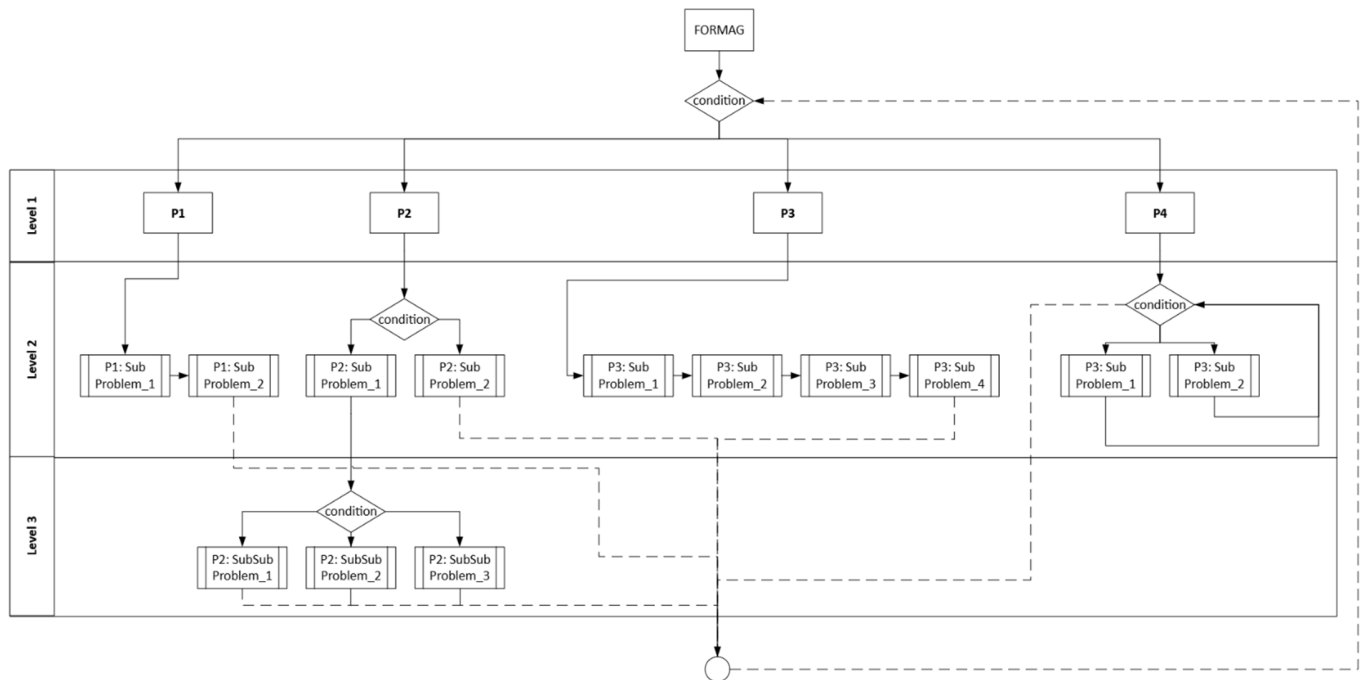 FORMAG
condition
Level 1
P1
P2
P3
P4
Level 2
condition
condition
P1: Sub
Problem_1
P1: Sub
Problem_2
P2: Sub
Problem_1
P2: Sub
Problem_2
P3: Sub
Problem_1
P3: Sub
Problem_2
P3: Sub
Problem_3
P3: Sub
Problem_4
P3: Sub
Problem_1
P3: Sub
Problem_2
Level 3
condition
P2: SubSub
Problem_1
P2: SubSub
Problem_2
P2: SubSub
Problem_3